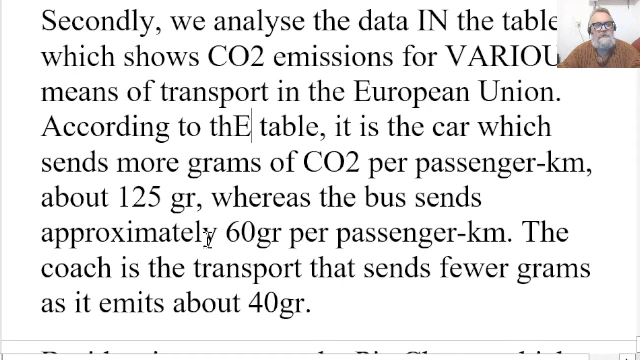 Secondly, we analyse the data IN the table
which shows CO2 emissions for VARIOU
means of transport in the European Union.
According to thE table, it is the car which
sends more grams of CO2 per passenger-km,
about 125 gr, whereas the bus sends
approximately 60gr per passenger-km. The
coach is the transport that sends fewer grams
as it emits about 40gr.